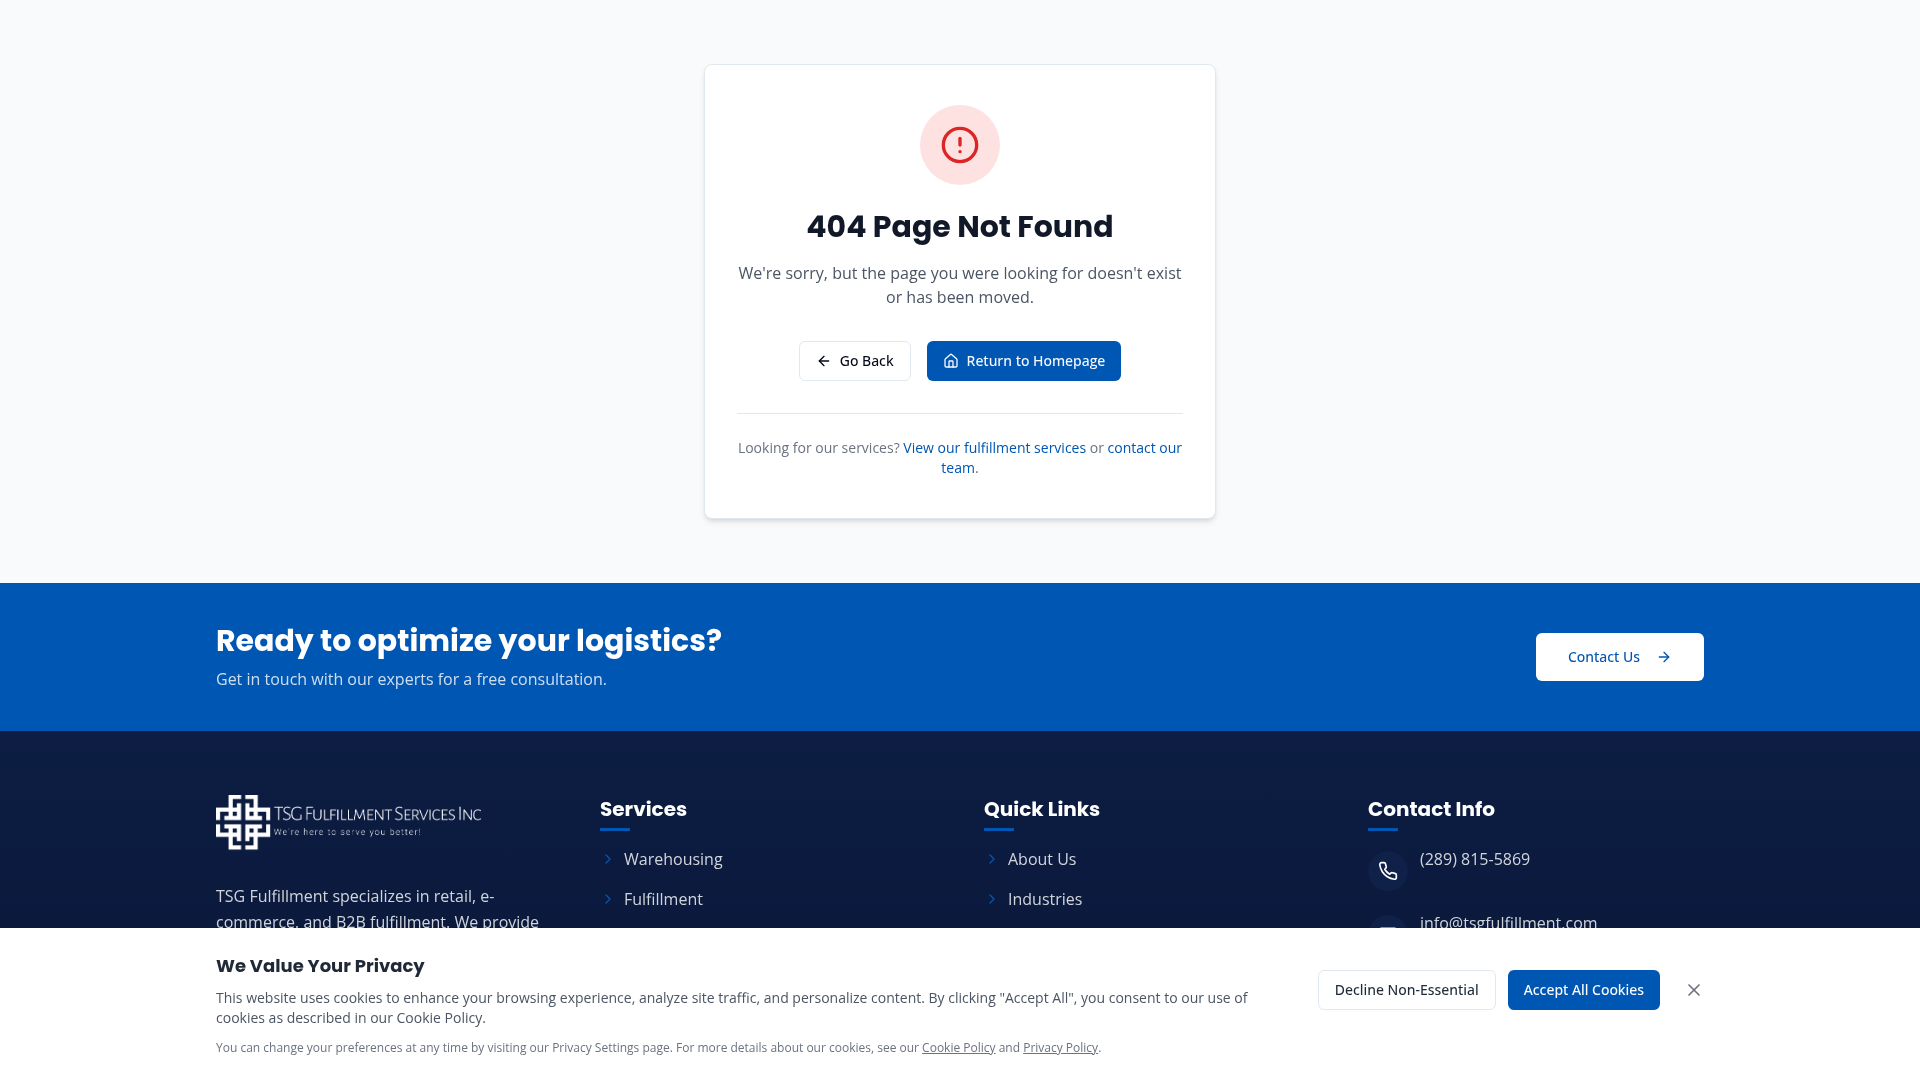 404 Page Not Found
We're sorry, but the page you were looking for doesn't exist
or has been moved.
Go Back
Return to Homepage
Looking for our services? View our fulfillment services or contact our
team.
Ready to optimize your logistics?
Get in touch with our experts for a free consultation.
Contact Us
TSG FULFILLMENT SERVICES INC
We're here to serve you better!
TSG Fulfillment specializes in retail, e-
commerce, and B2B fulfillment. We provide
Services
Warehousing
Fulfillment
Quick Links
About Us
Industries
Contact Info
(289) 815-5869
info@tsgfulfillment.com
We Value Your Privacy
This website uses cookies to enhance your browsing experience, analyze site traffic, and personalize content. By clicking "Accept All", you consent to our use of
cookies as described in our Cookie Policy.
You can change your preferences at any time by visiting our Privacy Settings page. For more details about our cookies, see our Cookie Policy and Privacy Policy.
Decline Non-Essential
Accept All Cookies